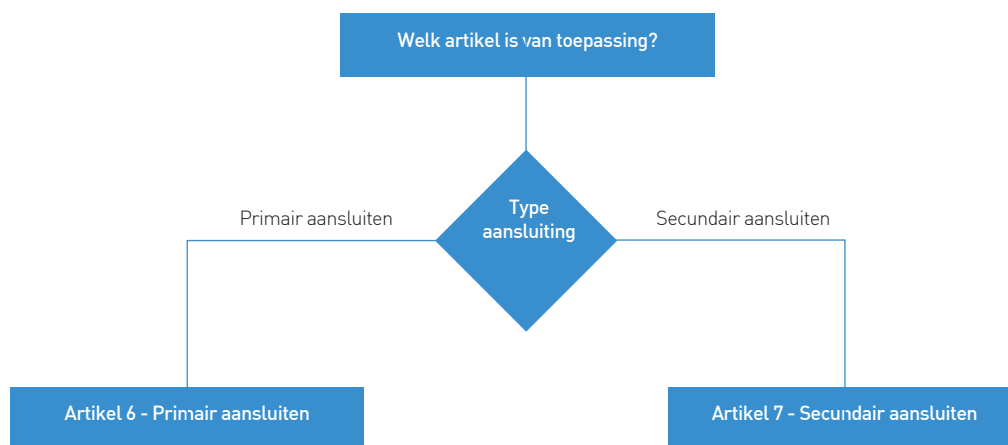 Welk artikel is van toepassing?
Type
aansluiting
Primair aansluiten
Secundair aansluiten
Artikel 6 - Primair aansluiten
Artikel 7 - Secundair aansluiten